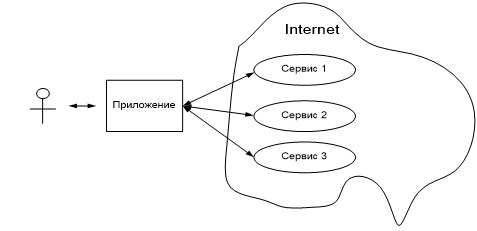 Internet
Сервис 1
Приложение
Сервис 2
Сервис 3